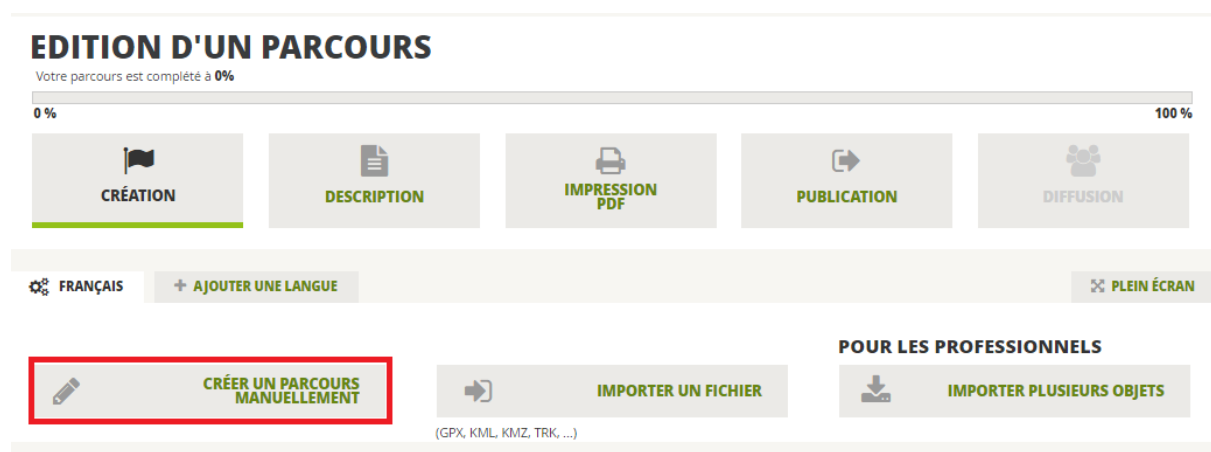 EDITION D'UN PARCOURS
Votre parcours est complété à 0%
0 %
100 %
CRÉATION
DESCRIPTION
IMPRESSION
PDF
PUBLICATION
DIFFUSION
FRANÇAIS
+ AJOUTER UNE LANGUE
PLEIN ÉCRAN
POUR LES PROFESSIONNELS
CRÉER UN PARCOURS
MANUELLEMENT
IMPORTER UN FICHIER
IMPORTER PLUSIEURS OBJETS
(GPX, KML, KMZ, TRK, ...)